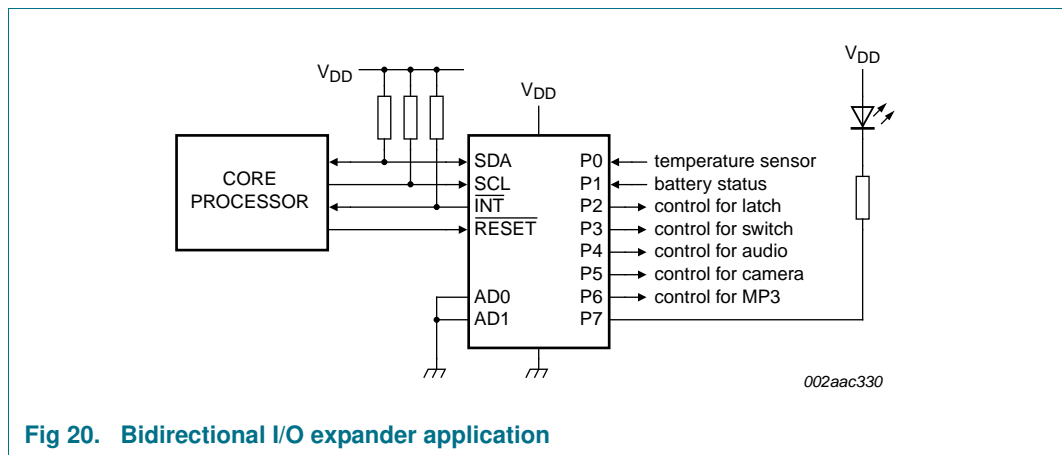 VDD
VDD
VDD
CORE
PROCESSOR
SDA
SCL
INT
RESET
AD0
AD1
P0
P1
P2
P3
P4
P5
P6
P7
temperature sensor
battery status
control for latch
control for switch
control for audio
control for camera
control for MP3
002aac330
Fig 20. Bidirectional I/O expander application